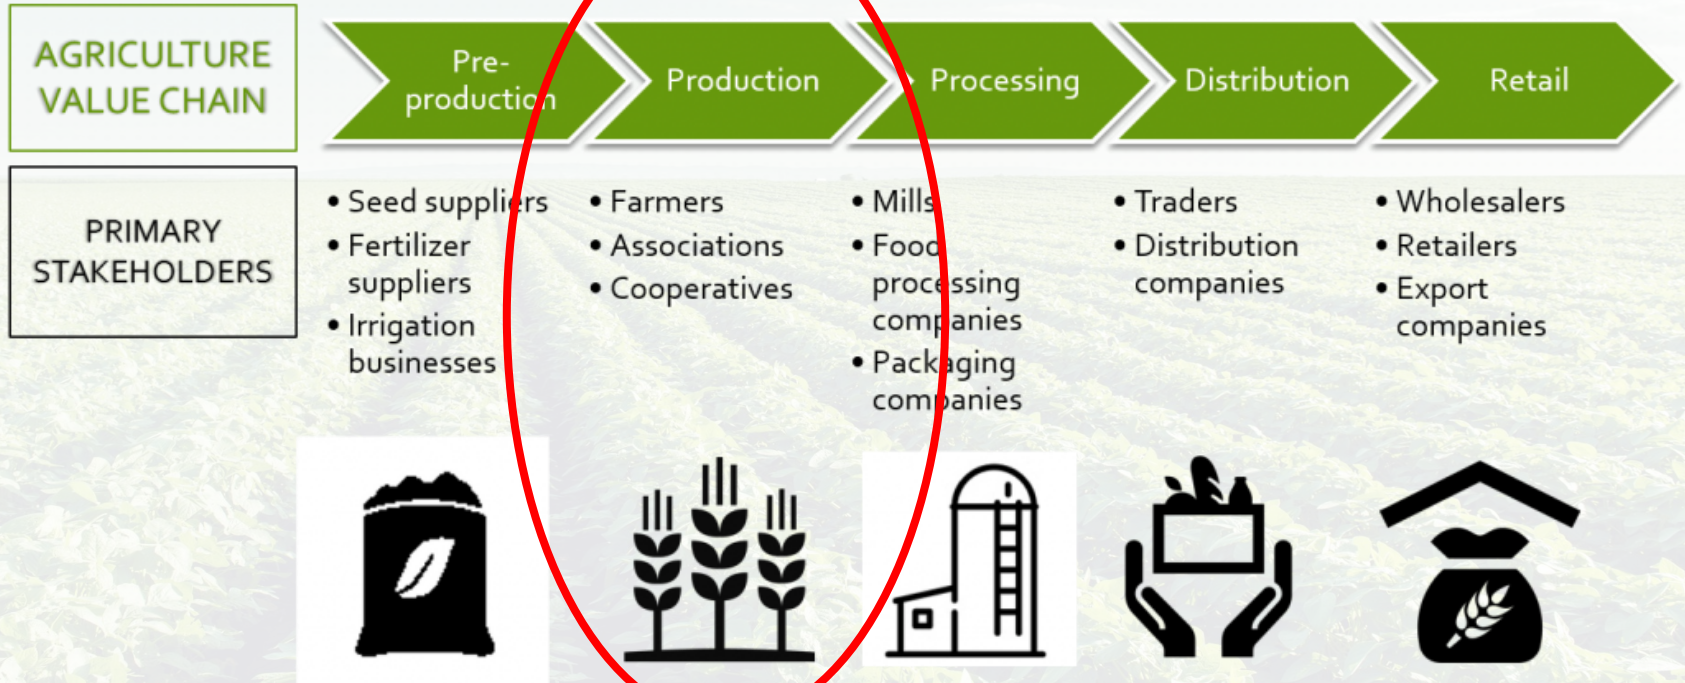 AGRICULTURE
VALUE CHAIN
Pre-
production
Production
Processing
Distribution
Retail
PRIMARY
STAKEHOLDERS
• Seed suppliers
• Fertilizer
suppliers
• Irrigation
businesses
• Farmers
• Associations
• Cooperatives
• Mills
• Food
processing
companies
• Packaging
companies
• Traders
• Distribution
companies
• Wholesalers
• Retailers
• Export
companies